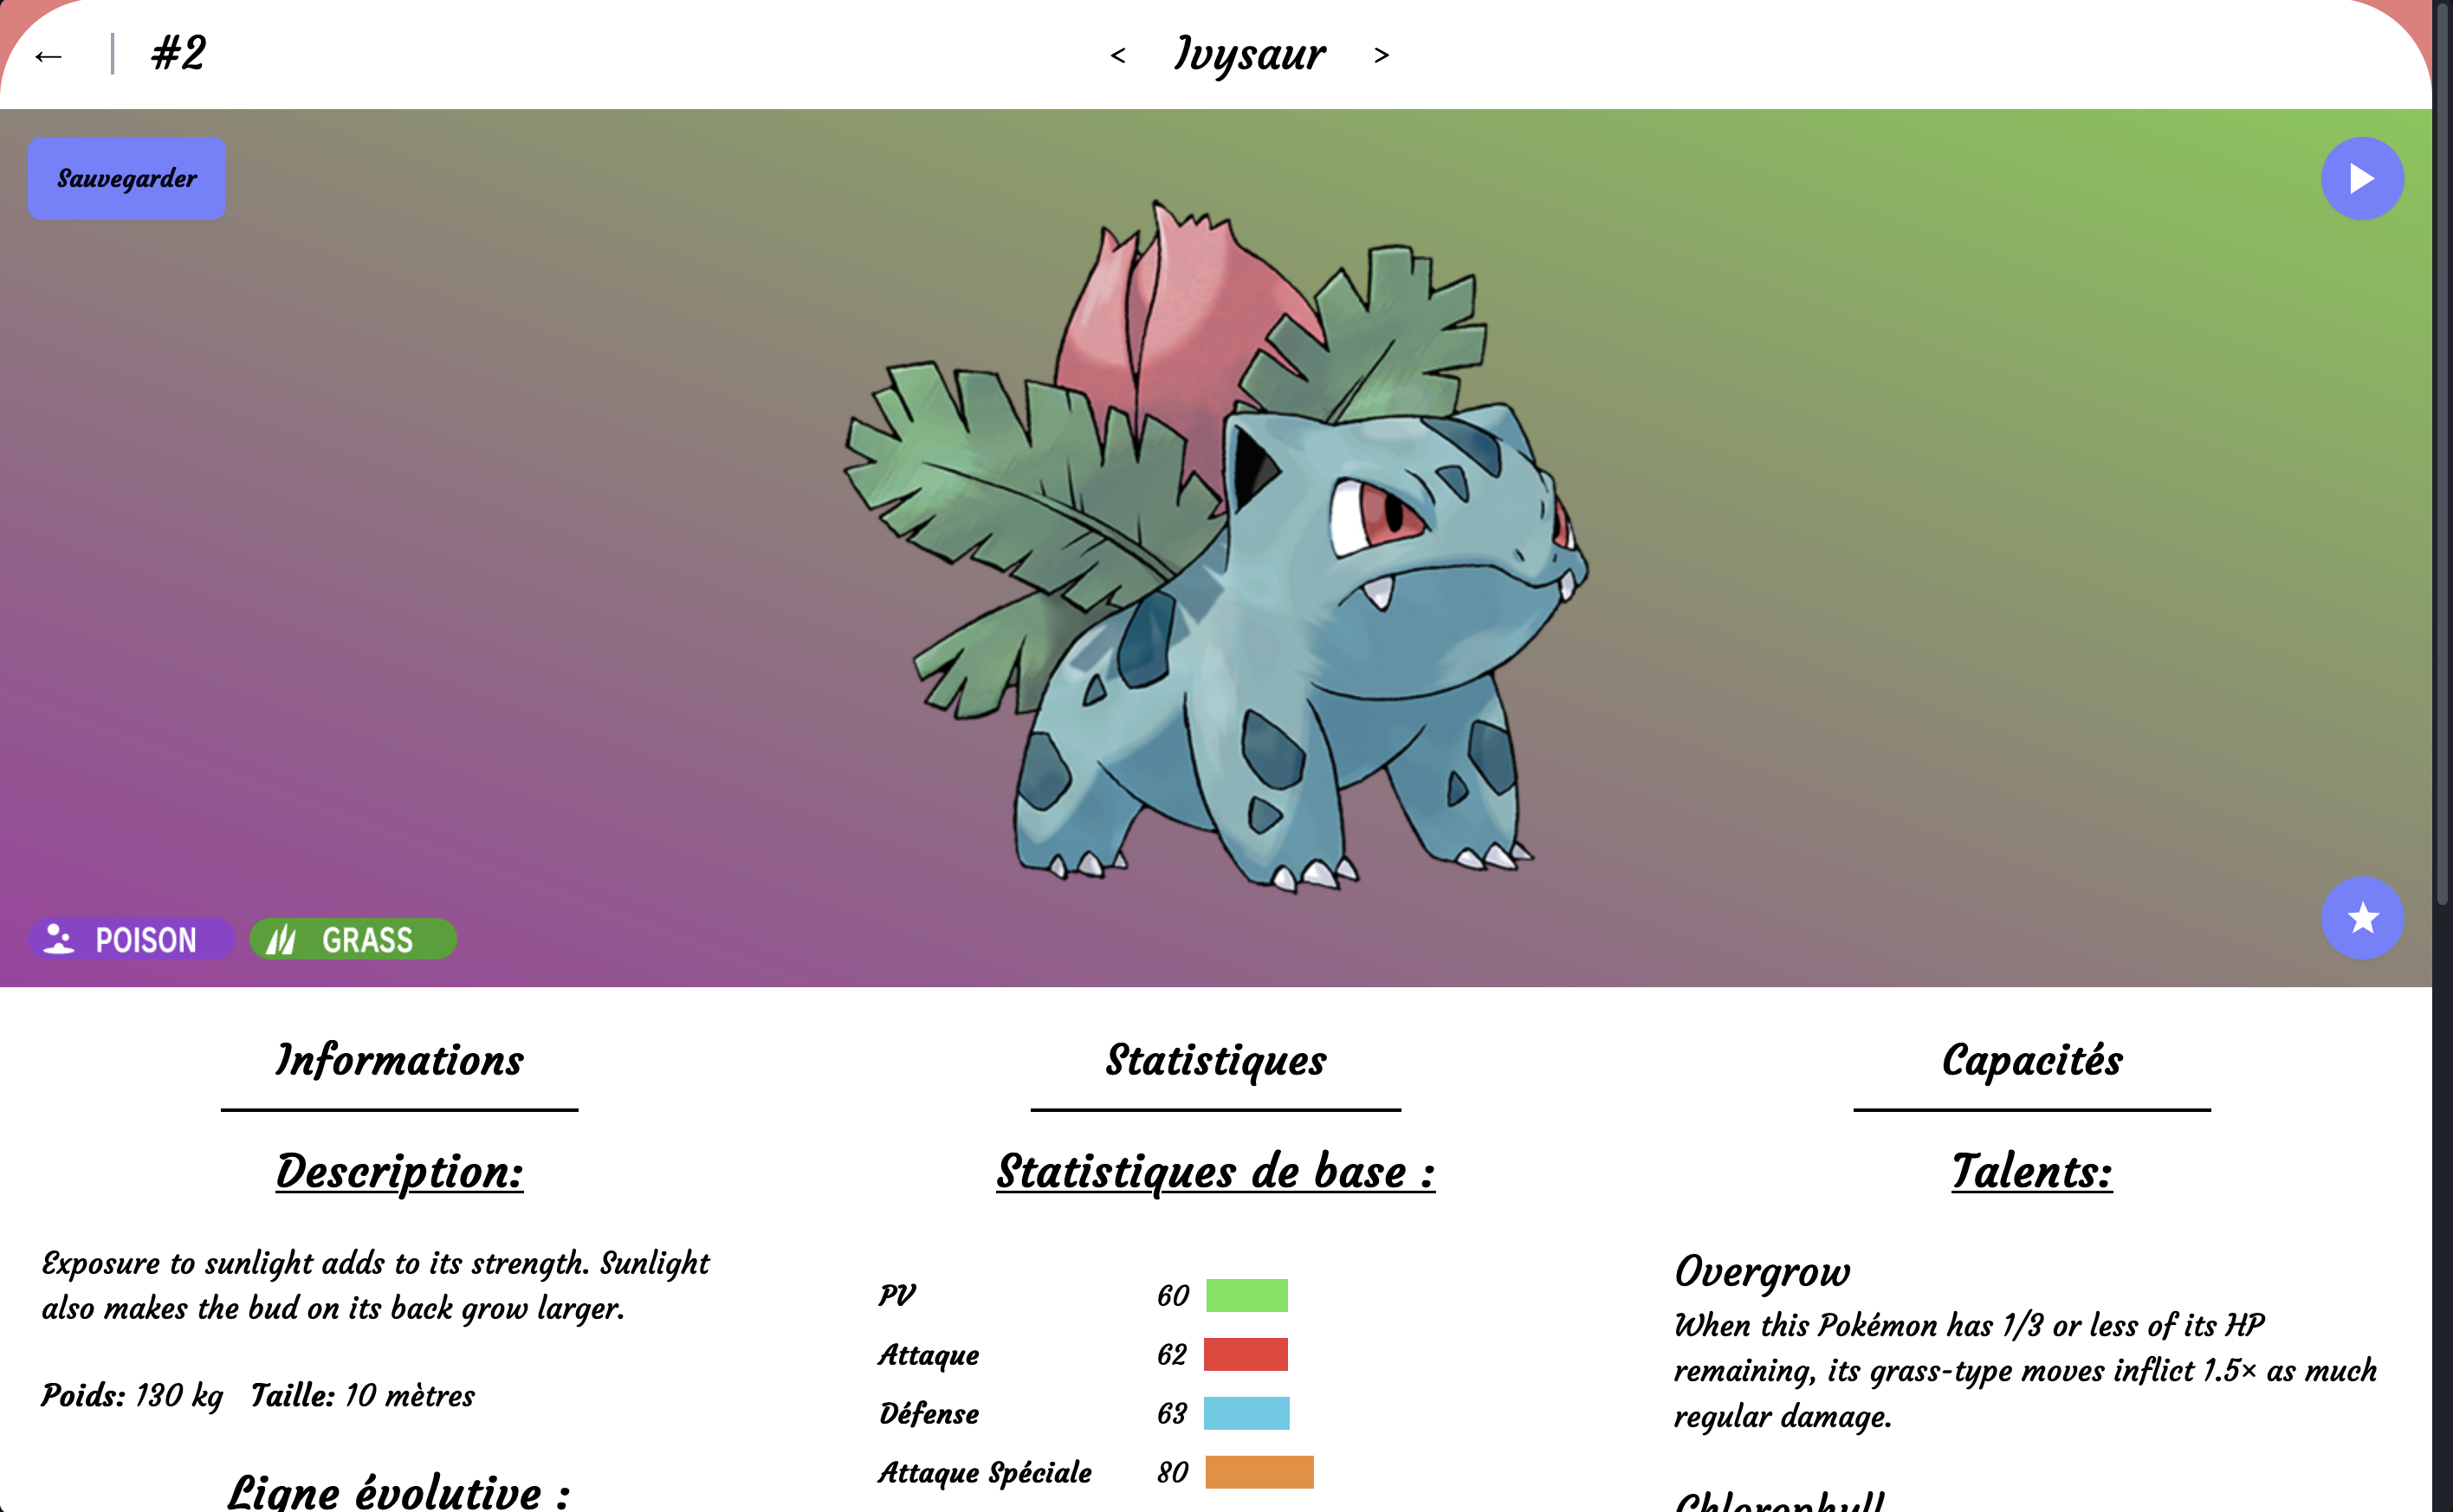 ← | #2
< Ivysaur >
Sauvegarder
POISON GRASS
Informations
Description:
Exposure to sunlight adds to its strength. Sunlight
also makes the bud on its back grow larger.
Poids: 130 kg Taille: 10 mètres
Ligne évolutive :
Statistiques
Statistiques de base :
PV 60
Attaque 62
Défense 63
Attaque Spéciale 80
Capacités
Talents:
Overgrow
When this Pokémon has 1/3 or less of its HP
remaining, its grass-type moves inflict 1.5× as much
regular damage.
Chlorophyll